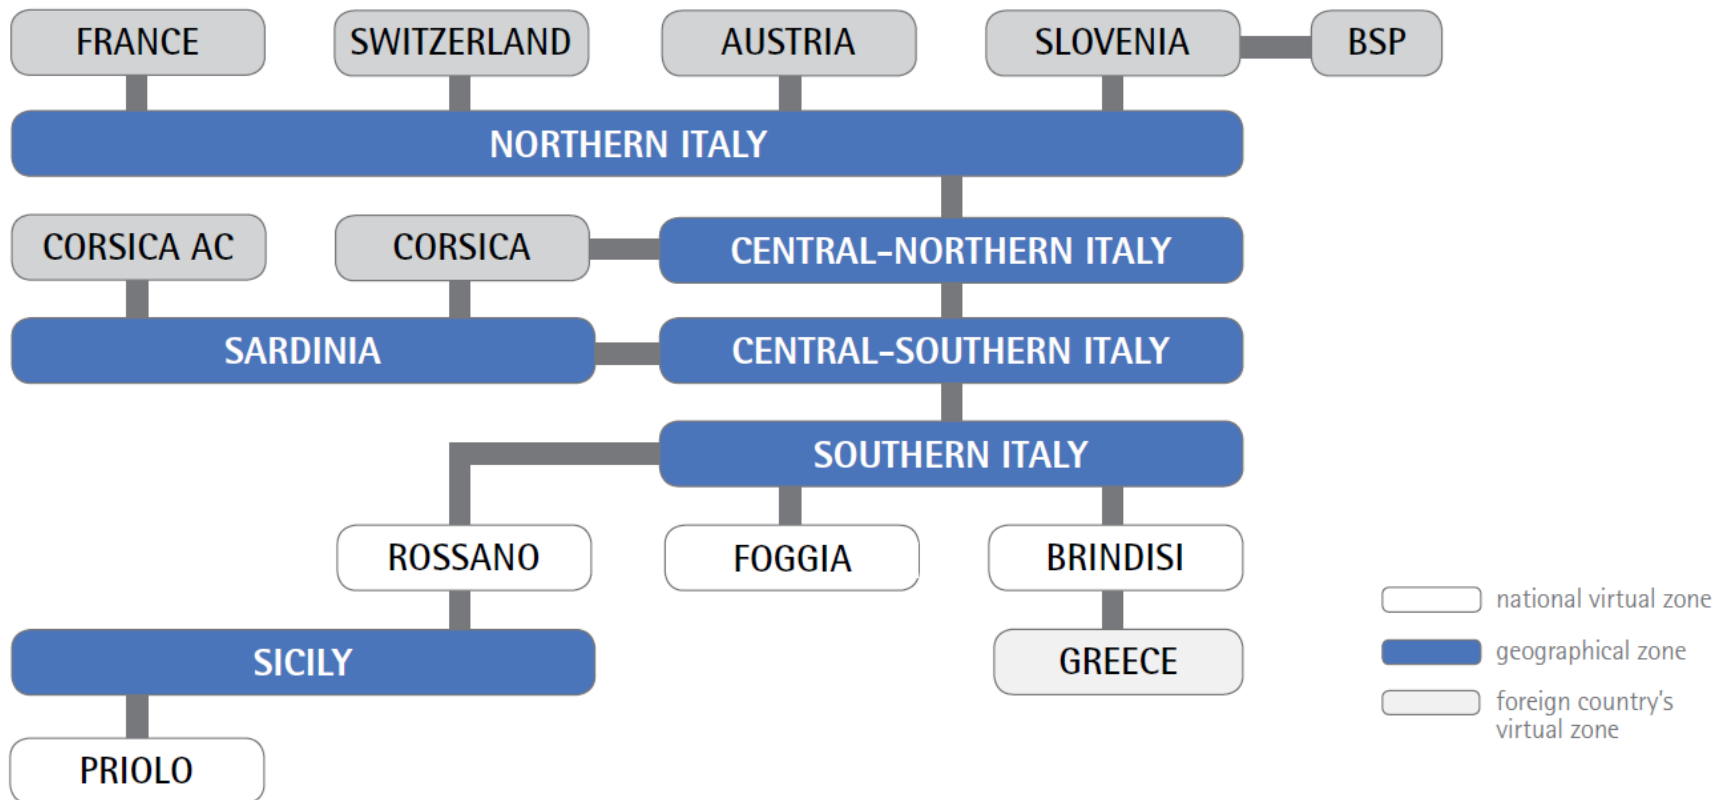 FRANCE
SWITZERLAND
AUSTRIA
SLOVENIA
BSP
NORTHERN ITALY
CORSICA AC
CORSICA
CENTRAL-NORTHERN ITALY
SARDINIA
CENTRAL-SOUTHERN ITALY
SOUTHERN ITALY
ROSSANO
FOGGIA
BRINDISI
SICILY
GREECE
PRIOLO
national virtual zone
geographical zone
foreign country's
virtual zone